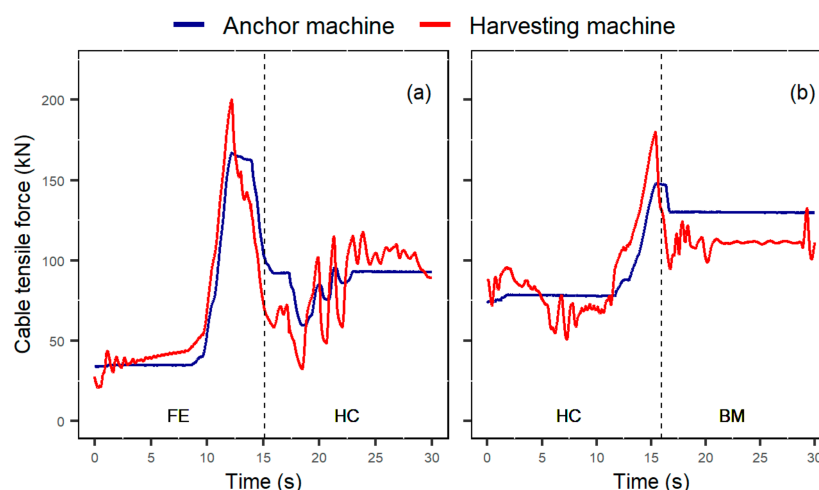 Anchor machine Harvesting machine
(a) (b)
200
150
100
50
0
Cable tensile force (kN)
FE HC HC BM
0 5 10 15 20 25 30 0 5 10 15 20 25 30
Time (s) Time (s)